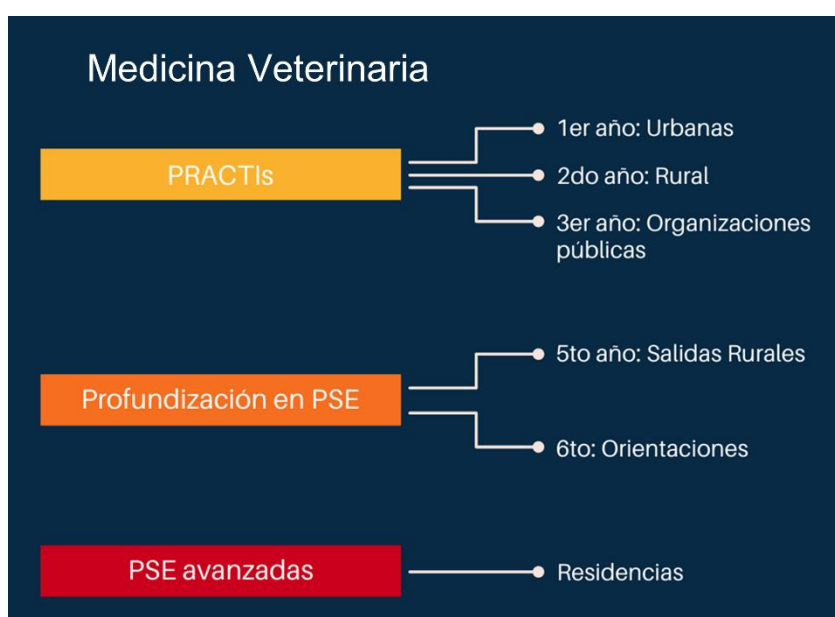 Medicina Veterinaria
PRACTIs
1er año: Urbanas
2do año: Rural
3er año: Organizaciones
públicas
Profundización en PSE
5to año: Salidas Rurales
6to: Orientaciones
PSE avanzadas
Residencias